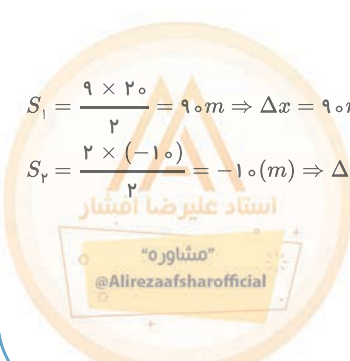 S₁ = (۹ × ۲۰)/۲ = ۹۰m ⇒ Δx = ۹۰
S₂ = (۲ × (−۱۰))/۲ = −۱۰(m) ⇒ Δ
استاد علیرضا افشار
"مشاوره"
@Alirezaafsharofficial